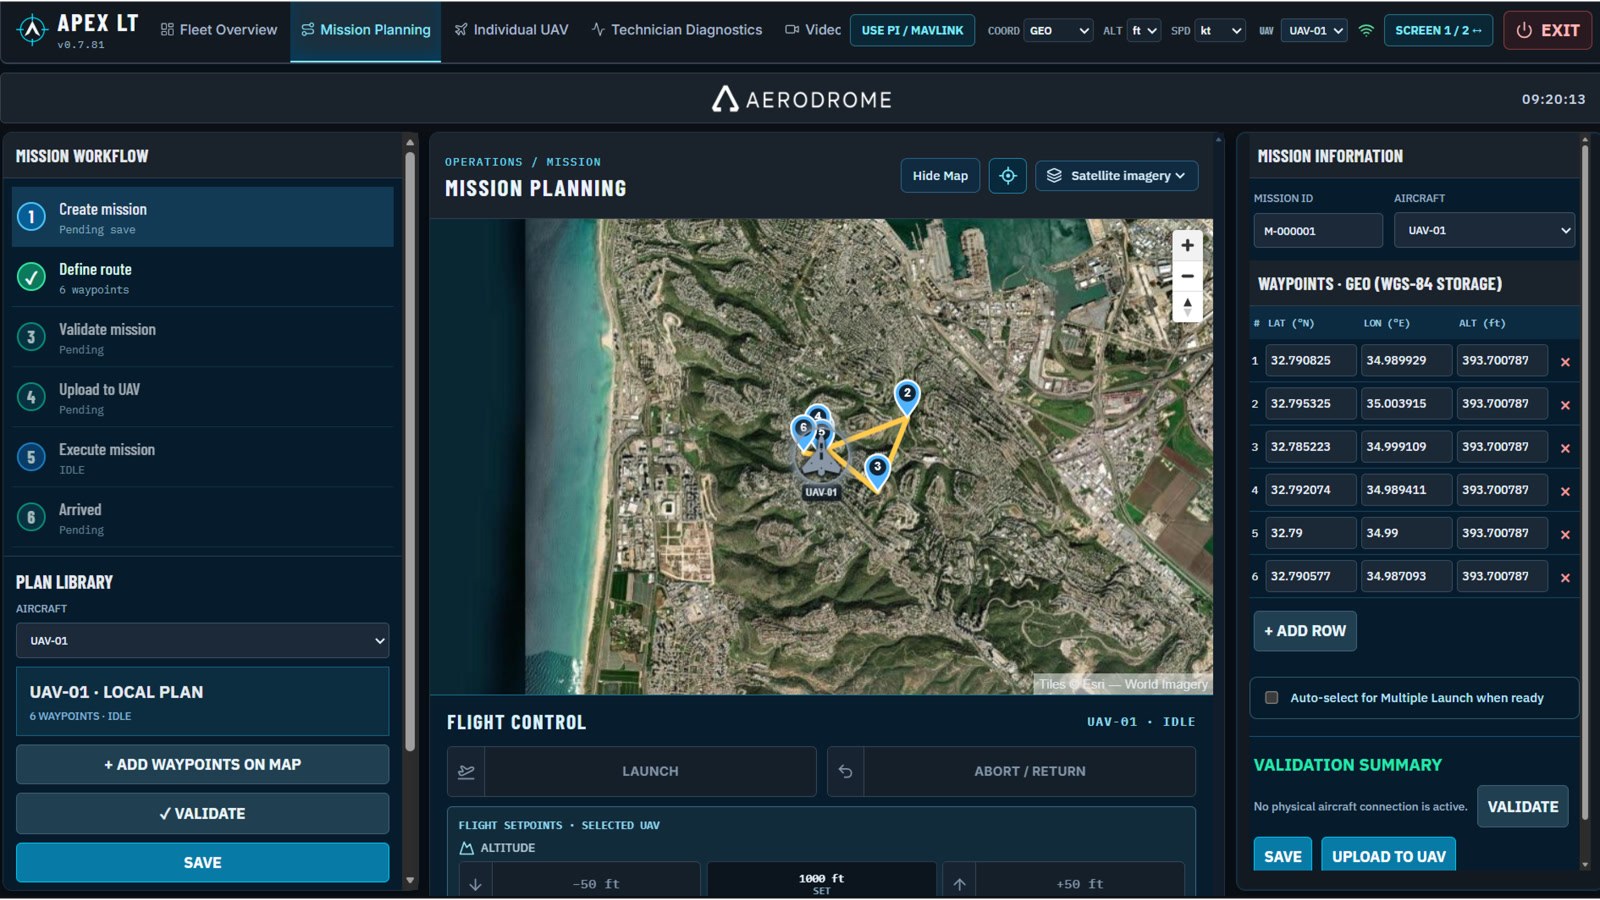 APEX LT
v0.7.81
Fleet Overview
Mission Planning
Individual UAV
Technician Diagnostics
Video
USE PI / MAVLINK
COORD GEO
ALT ft
SPD kt
UAV UAV-01
SCREEN 1 / 2 ↔
EXIT
AERODROME
09:20:13
MISSION WORKFLOW
1 Create mission
Pending save
Define route
6 waypoints
3 Validate mission
Pending
4 Upload to UAV
Pending
5 Execute mission
IDLE
6 Arrived
Pending
PLAN LIBRARY
AIRCRAFT
UAV-01
UAV-01 · LOCAL PLAN
6 WAYPOINTS · IDLE
+ ADD WAYPOINTS ON MAP
✓ VALIDATE
SAVE
OPERATIONS / MISSION
MISSION PLANNING
Hide Map
Satellite imagery
+
−
2
4
6
5
3
UAV-01
Tiles © Esri — World Imagery
FLIGHT CONTROL
UAV-01 · IDLE
LAUNCH
ABORT / RETURN
FLIGHT SETPOINTS · SELECTED UAV
ALTITUDE
−50 ft
1000 ft
SET
+50 ft
MISSION INFORMATION
MISSION ID
AIRCRAFT
M-000001
UAV-01
WAYPOINTS · GEO (WGS-84 STORAGE)
# LAT (°N) LON (°E) ALT (ft)
1 32.790825 34.989929 393.700787 ×
2 32.795325 35.003915 393.700787 ×
3 32.785223 34.999109 393.700787 ×
4 32.792074 34.989411 393.700787 ×
5 32.79 34.99 393.700787 ×
6 32.790577 34.987093 393.700787 ×
+ ADD ROW
Auto-select for Multiple Launch when ready
VALIDATION SUMMARY
No physical aircraft connection is active.
VALIDATE
SAVE
UPLOAD TO UAV